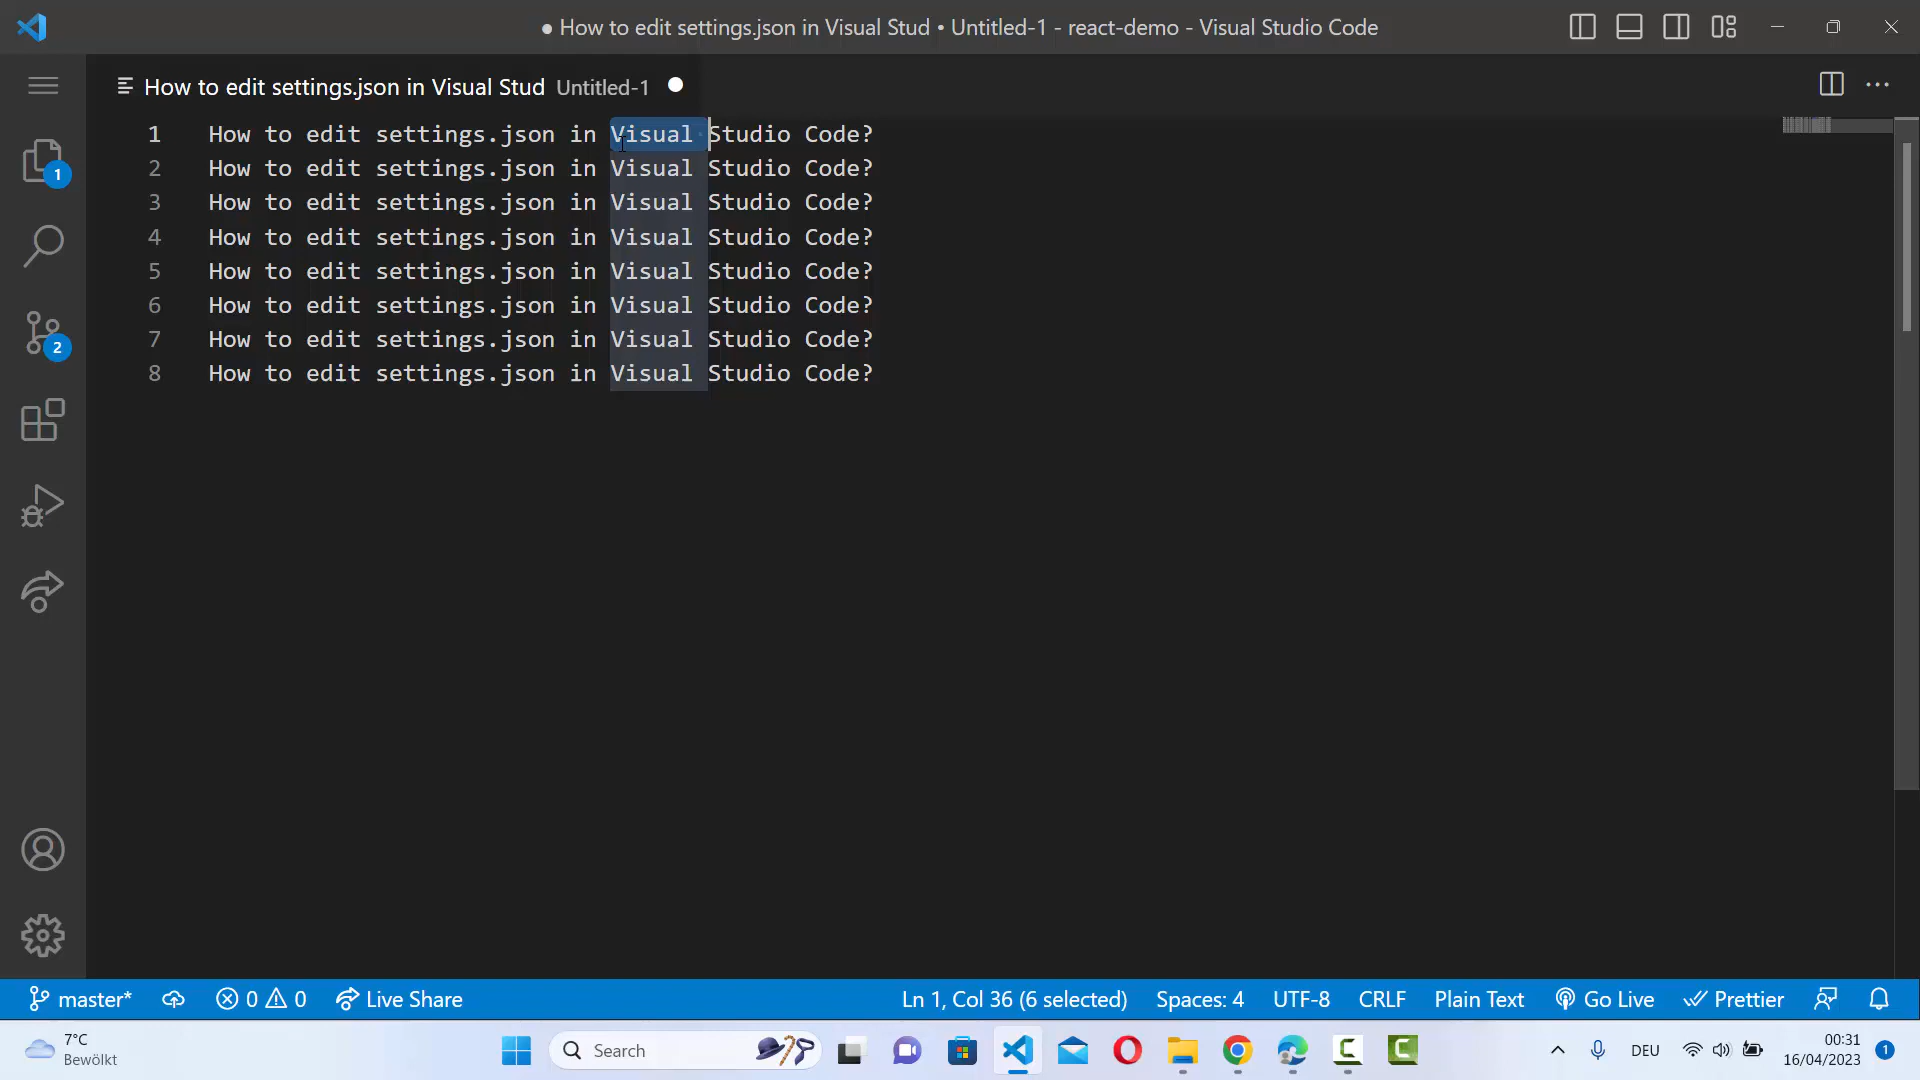 ● How to edit settings.json in Visual Stud • Untitled-1 - react-demo - Visual Studio Code
How to edit settings.json in Visual Stud Untitled-1
1 How to edit settings.json in Visual Studio Code?
2 How to edit settings.json in Visual Studio Code?
3 How to edit settings.json in Visual Studio Code?
4 How to edit settings.json in Visual Studio Code?
5 How to edit settings.json in Visual Studio Code?
6 How to edit settings.json in Visual Studio Code?
7 How to edit settings.json in Visual Studio Code?
8 How to edit settings.json in Visual Studio Code?
1
2
master* 0 0 Live Share Ln 1, Col 36 (6 selected) Spaces: 4 UTF-8 CRLF Plain Text Go Live Prettier
7°C
Bewölkt
Search
DEU
00:31
16/04/2023
1